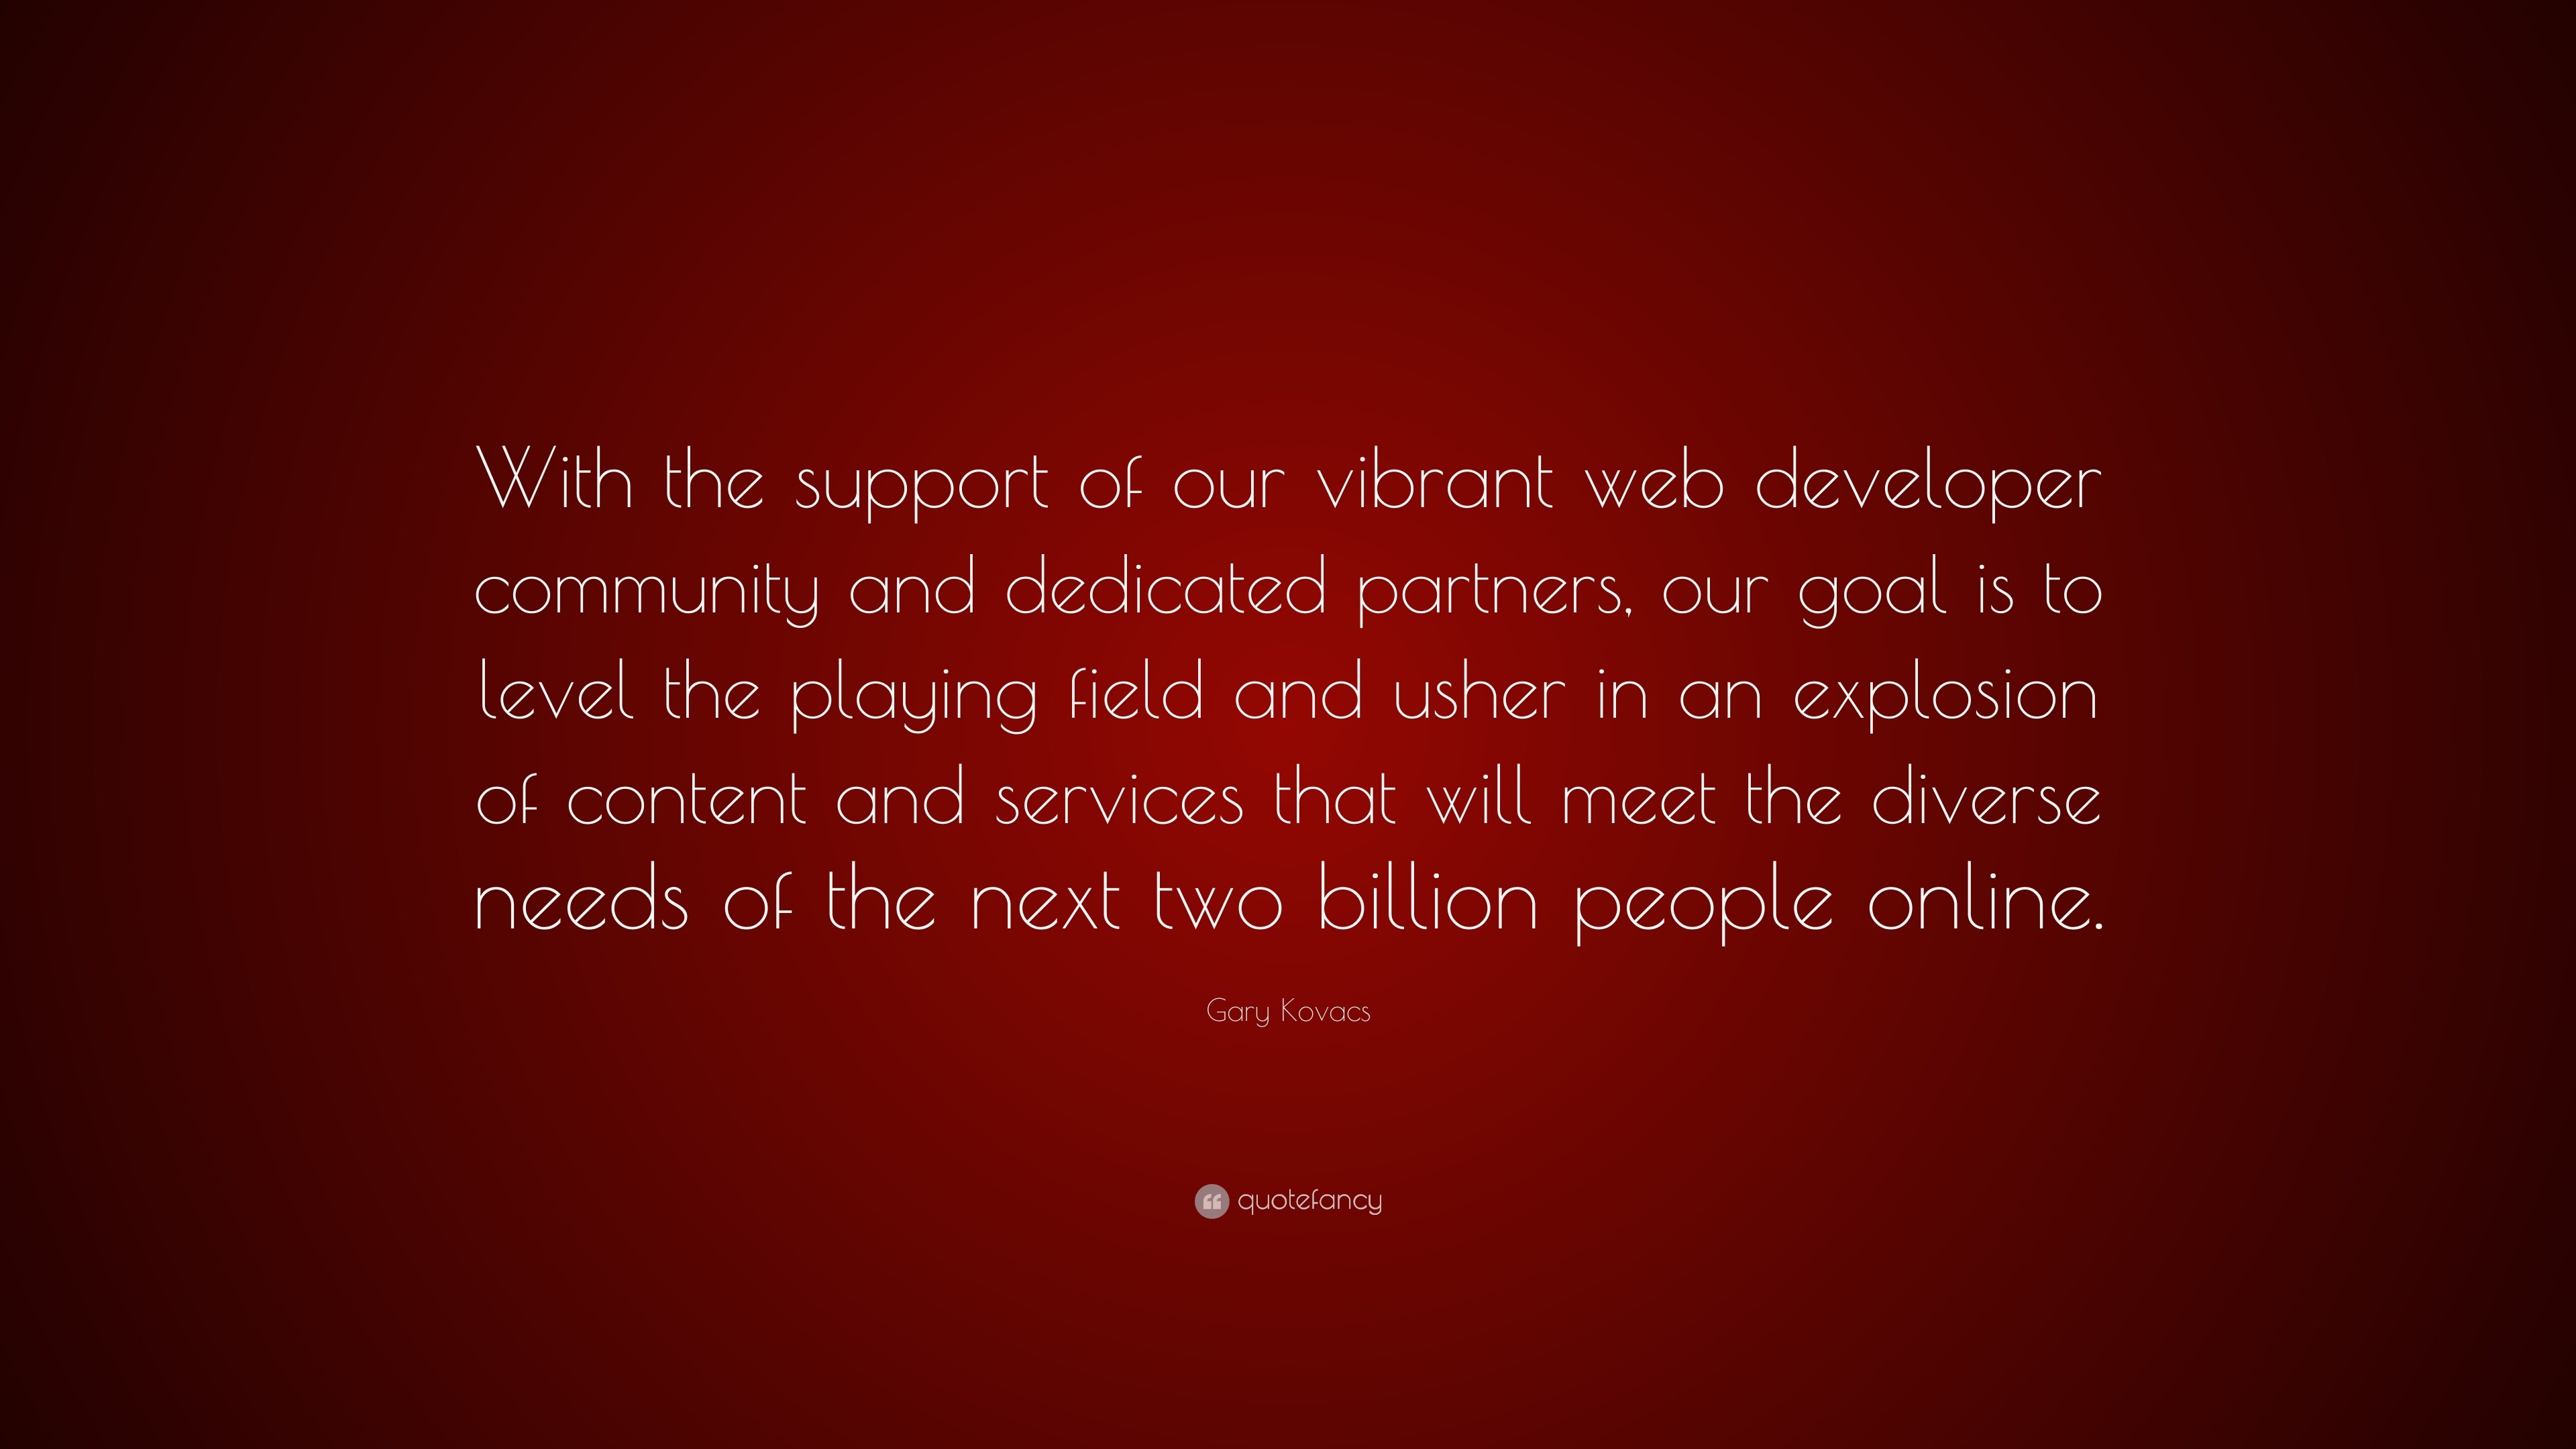 With the support of our vibrant web developer
community and dedicated partners, our goal is to
level the playing field and usher in an explosion
of content and services that will meet the diverse
needs of the next two billion people online.
Gary Kovacs
quotefancy